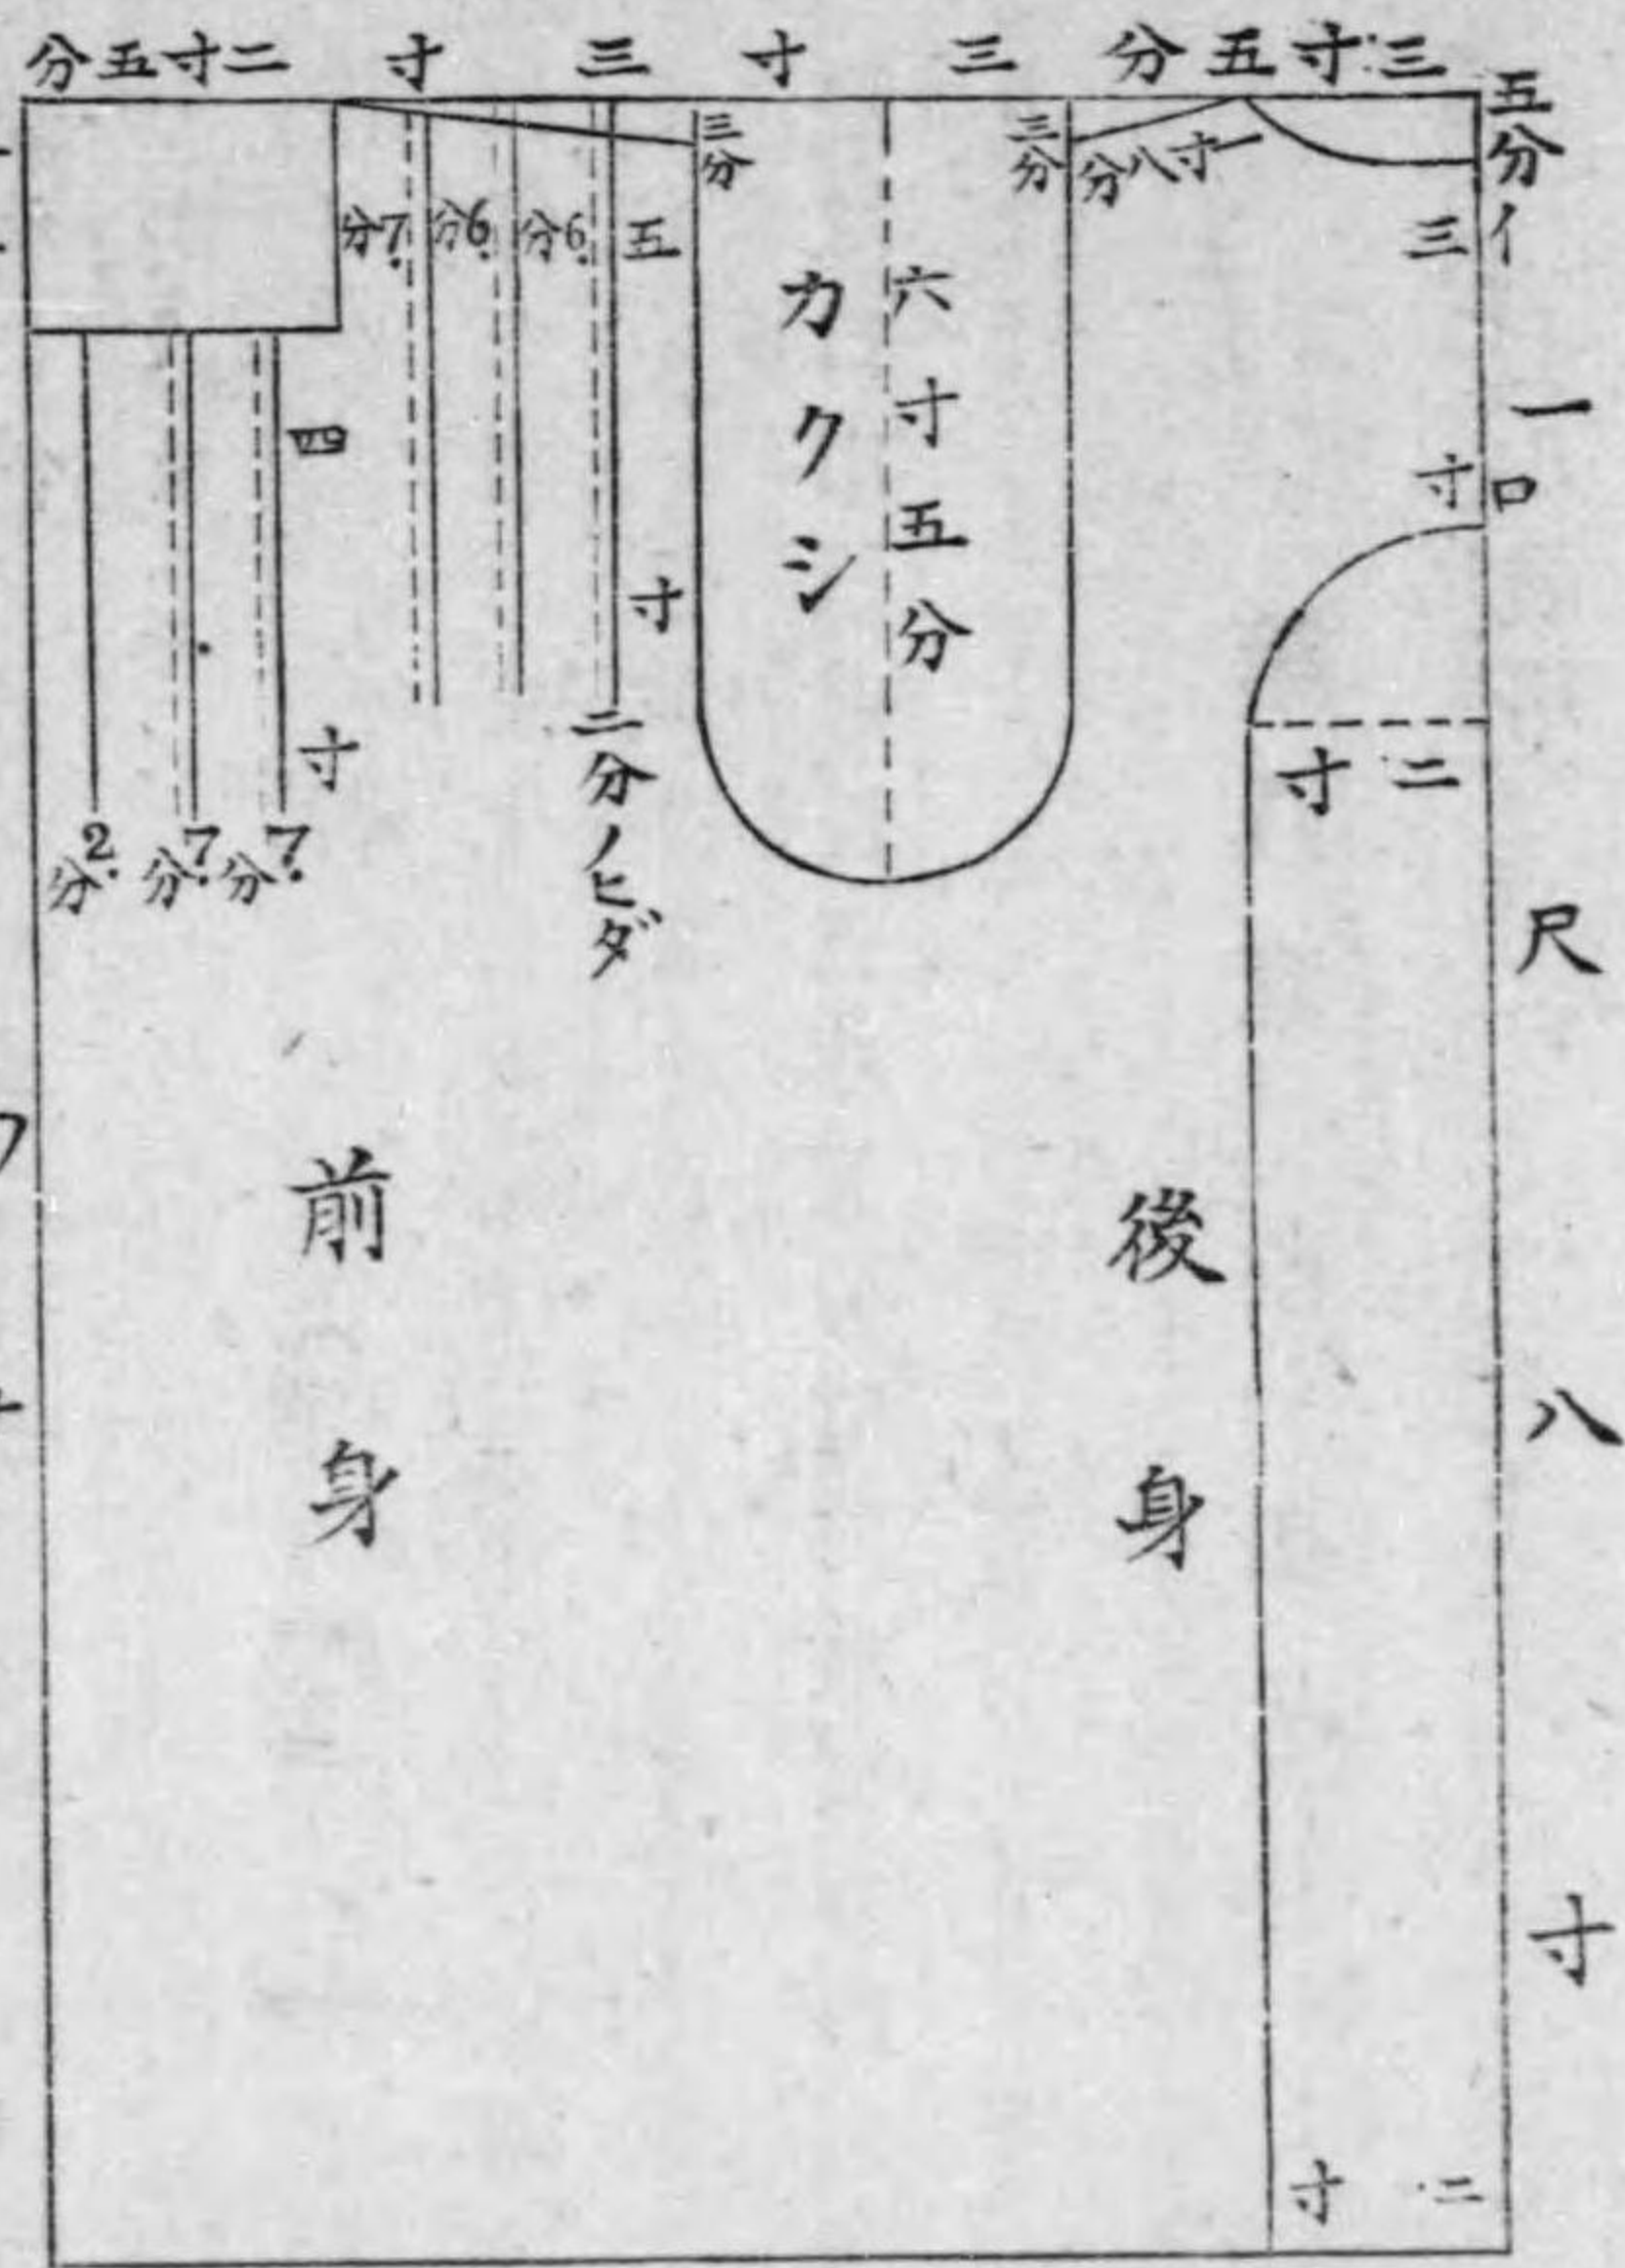 分五寸二
寸三
寸三
分五寸三
五分
イ
三寸
ロ
一尺八寸
三分
三分
分八寸一
六寸五分
カクシ
五寸
分7.
分6.
分6.
二分ノヒダ
四寸
分2.
分7.
分7.
寸二
後身
前身
寸二